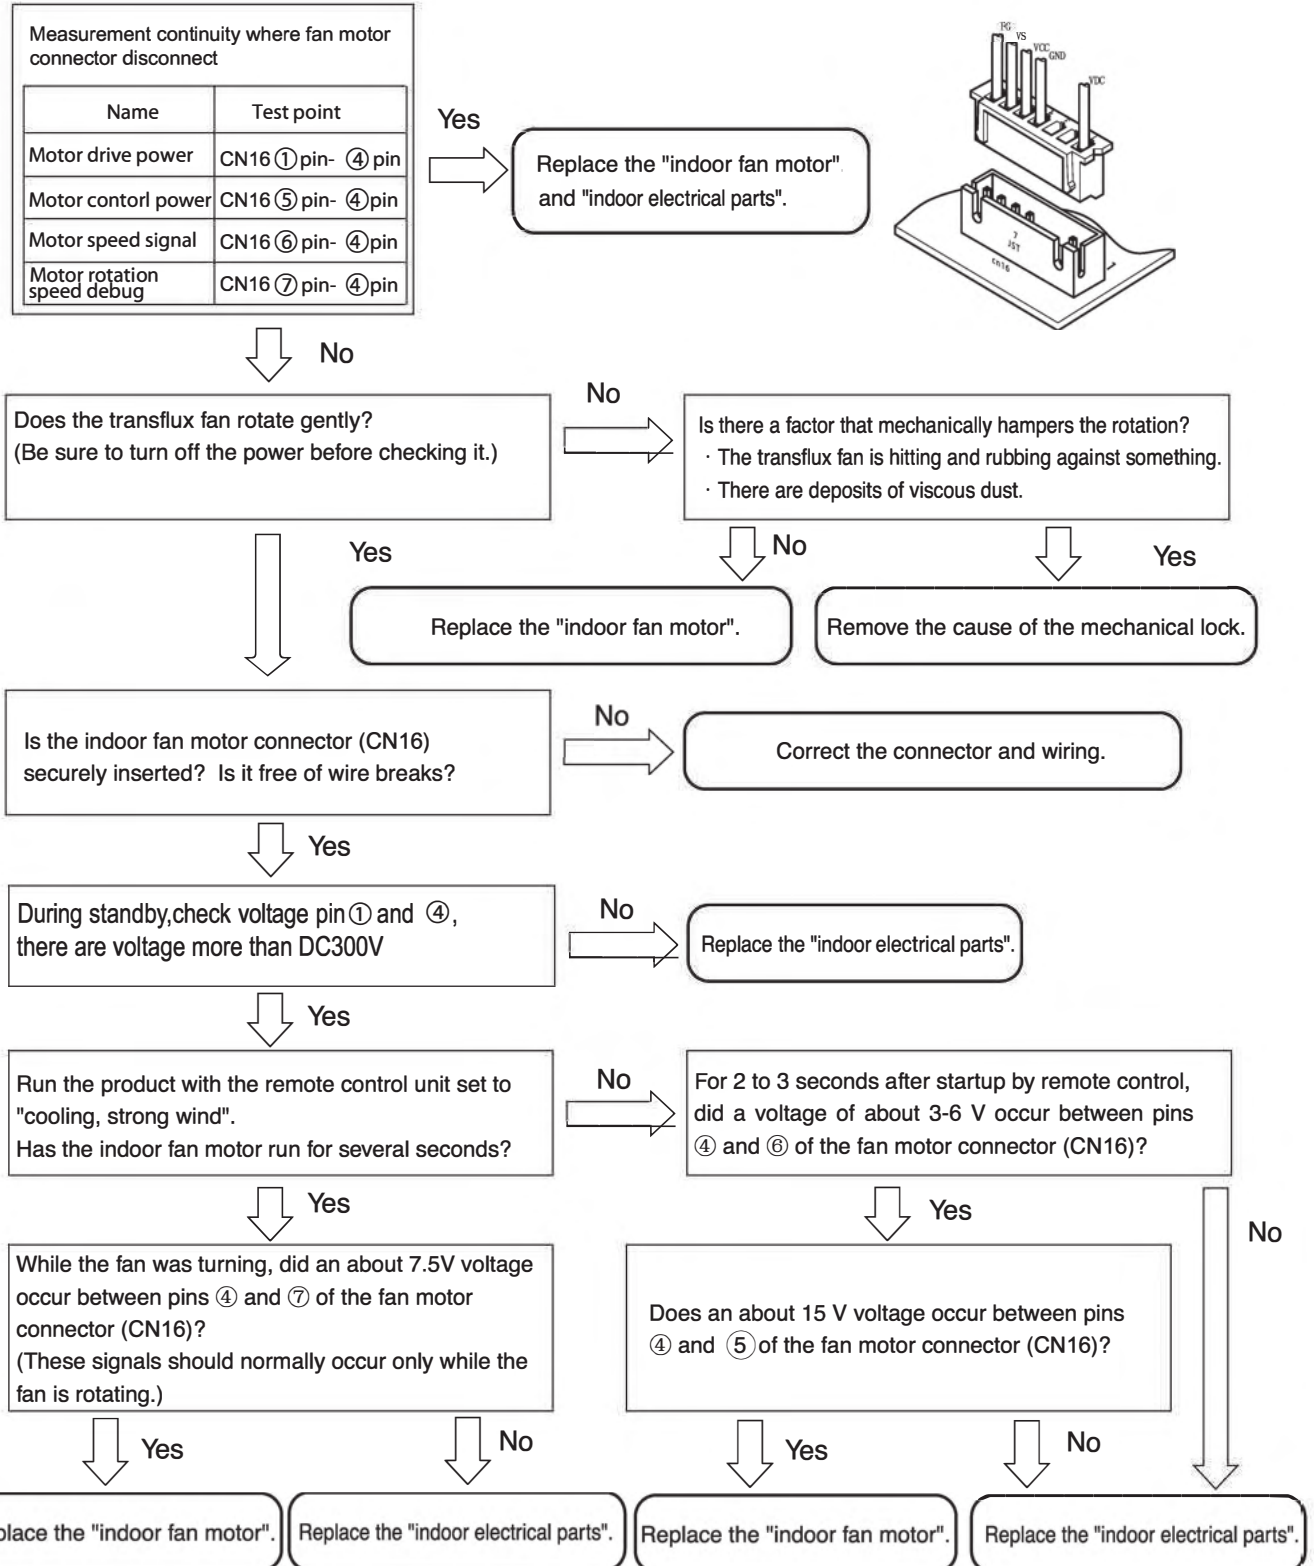 Measurement continuity where fan motor
connector disconnect
Name Test point
Motor drive power CN16 ① pin- ④ pin
Motor contorl power CN16 ⑤ pin- ④ pin
Motor speed signal CN16 ⑥ pin- ④ pin
Motor rotation
speed debug CN16 ⑦ pin- ④ pin
Yes
Replace the "indoor fan motor"
and "indoor electrical parts".
FG
VS
VCC
GND
VDC
7
JST
cn16
1
No
Does the transflux fan rotate gently?
(Be sure to turn off the power before checking it.)
No
Is there a factor that mechanically hampers the rotation?
· The transflux fan is hitting and rubbing against something.
· There are deposits of viscous dust.
Yes
No
Yes
Replace the "indoor fan motor".
Remove the cause of the mechanical lock.
Is the indoor fan motor connector (CN16)
securely inserted? Is it free of wire breaks?
No
Correct the connector and wiring.
Yes
During standby,check voltage pin ① and ④,
there are voltage more than DC300V
No
Replace the "indoor electrical parts".
Yes
Run the product with the remote control unit set to
"cooling, strong wind".
Has the indoor fan motor run for several seconds?
No
For 2 to 3 seconds after startup by remote control,
did a voltage of about 3-6 V occur between pins
④ and ⑥ of the fan motor connector (CN16)?
Yes
Yes
No
While the fan was turning, did an about 7.5V voltage
occur between pins ④ and ⑦ of the fan motor
connector (CN16)?
(These signals should normally occur only while the
fan is rotating.)
Does an about 15 V voltage occur between pins
④ and ⑤ of the fan motor connector (CN16)?
Yes
No
Yes
No
place the "indoor fan motor".
Replace the "indoor electrical parts".
Replace the "indoor fan motor".
Replace the "indoor electrical parts".